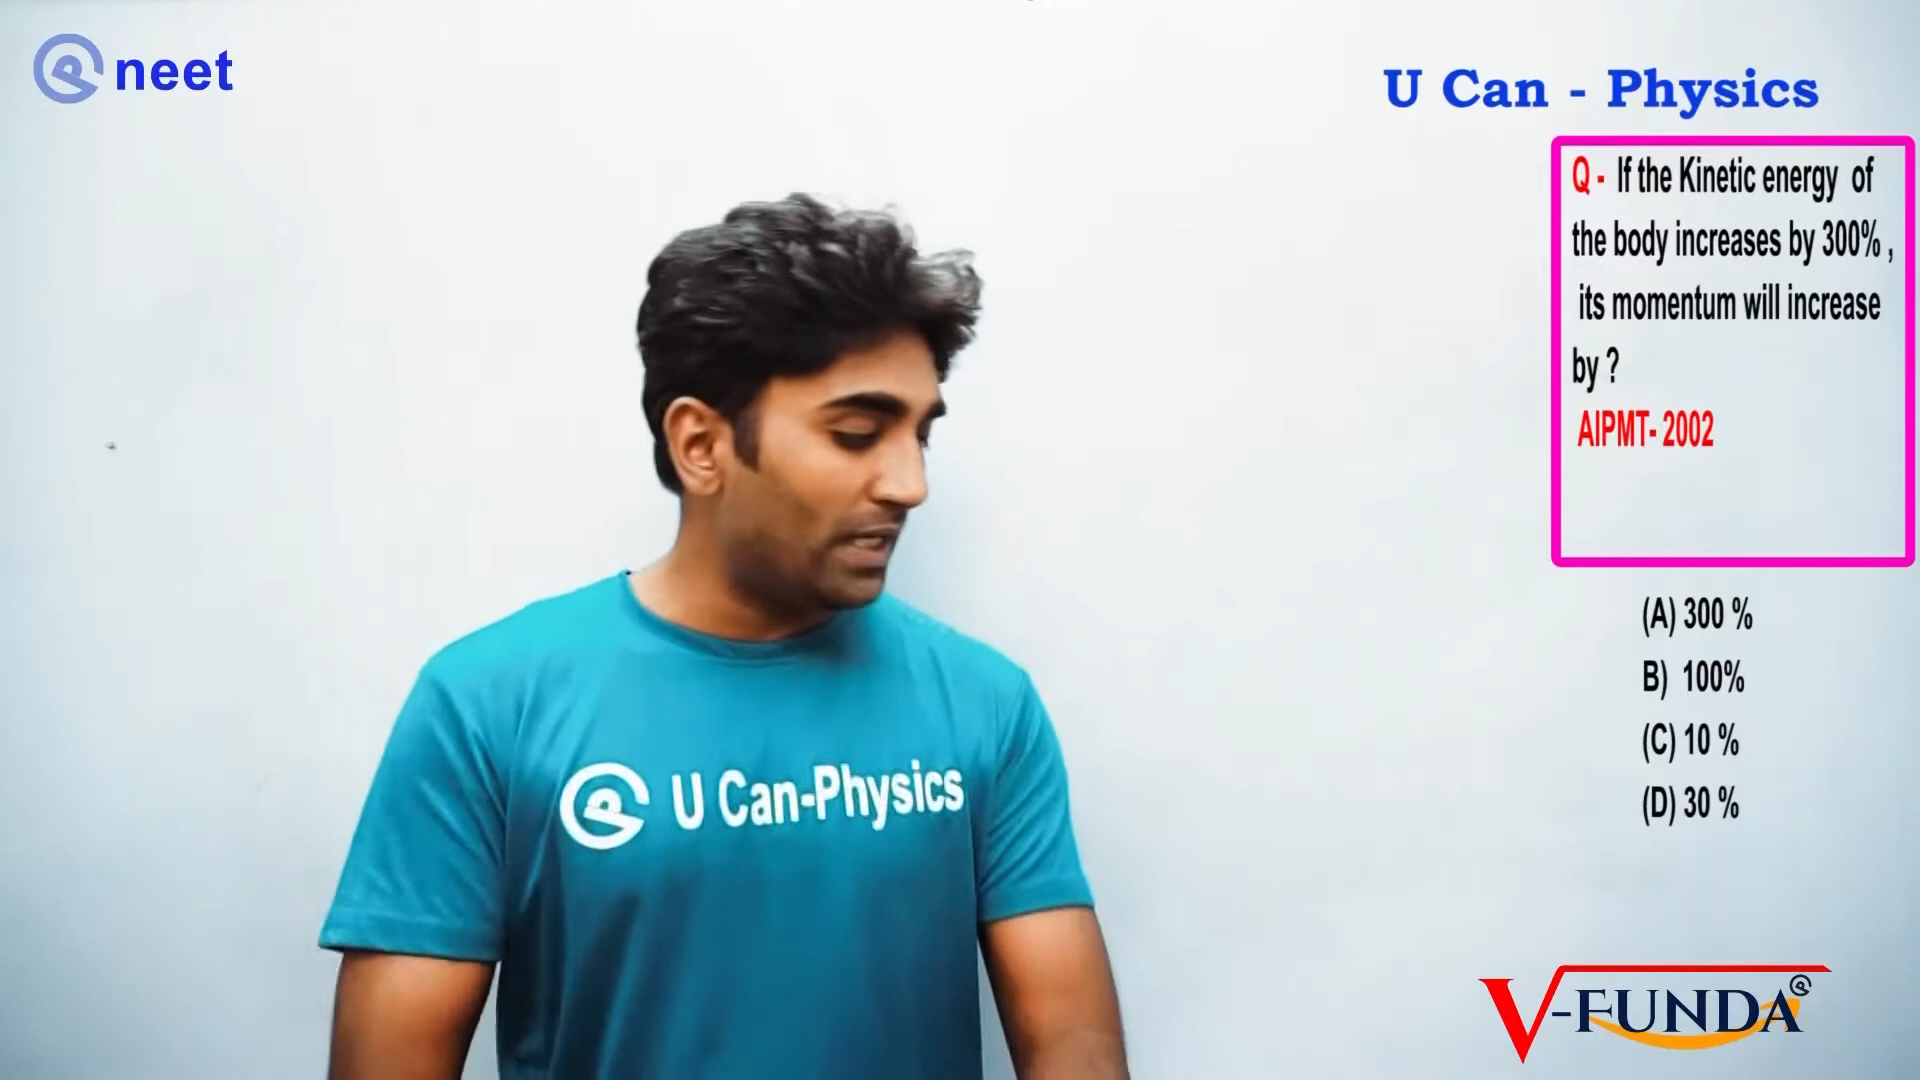 neet
U Can - Physics
Q - If the Kinetic energy of
the body increases by 300% ,
its momentum will increase
by ?
AIPMT- 2002
(A) 300 %
B) 100%
(C) 10 %
(D) 30 %
U Can-Physics
V-FUNDA